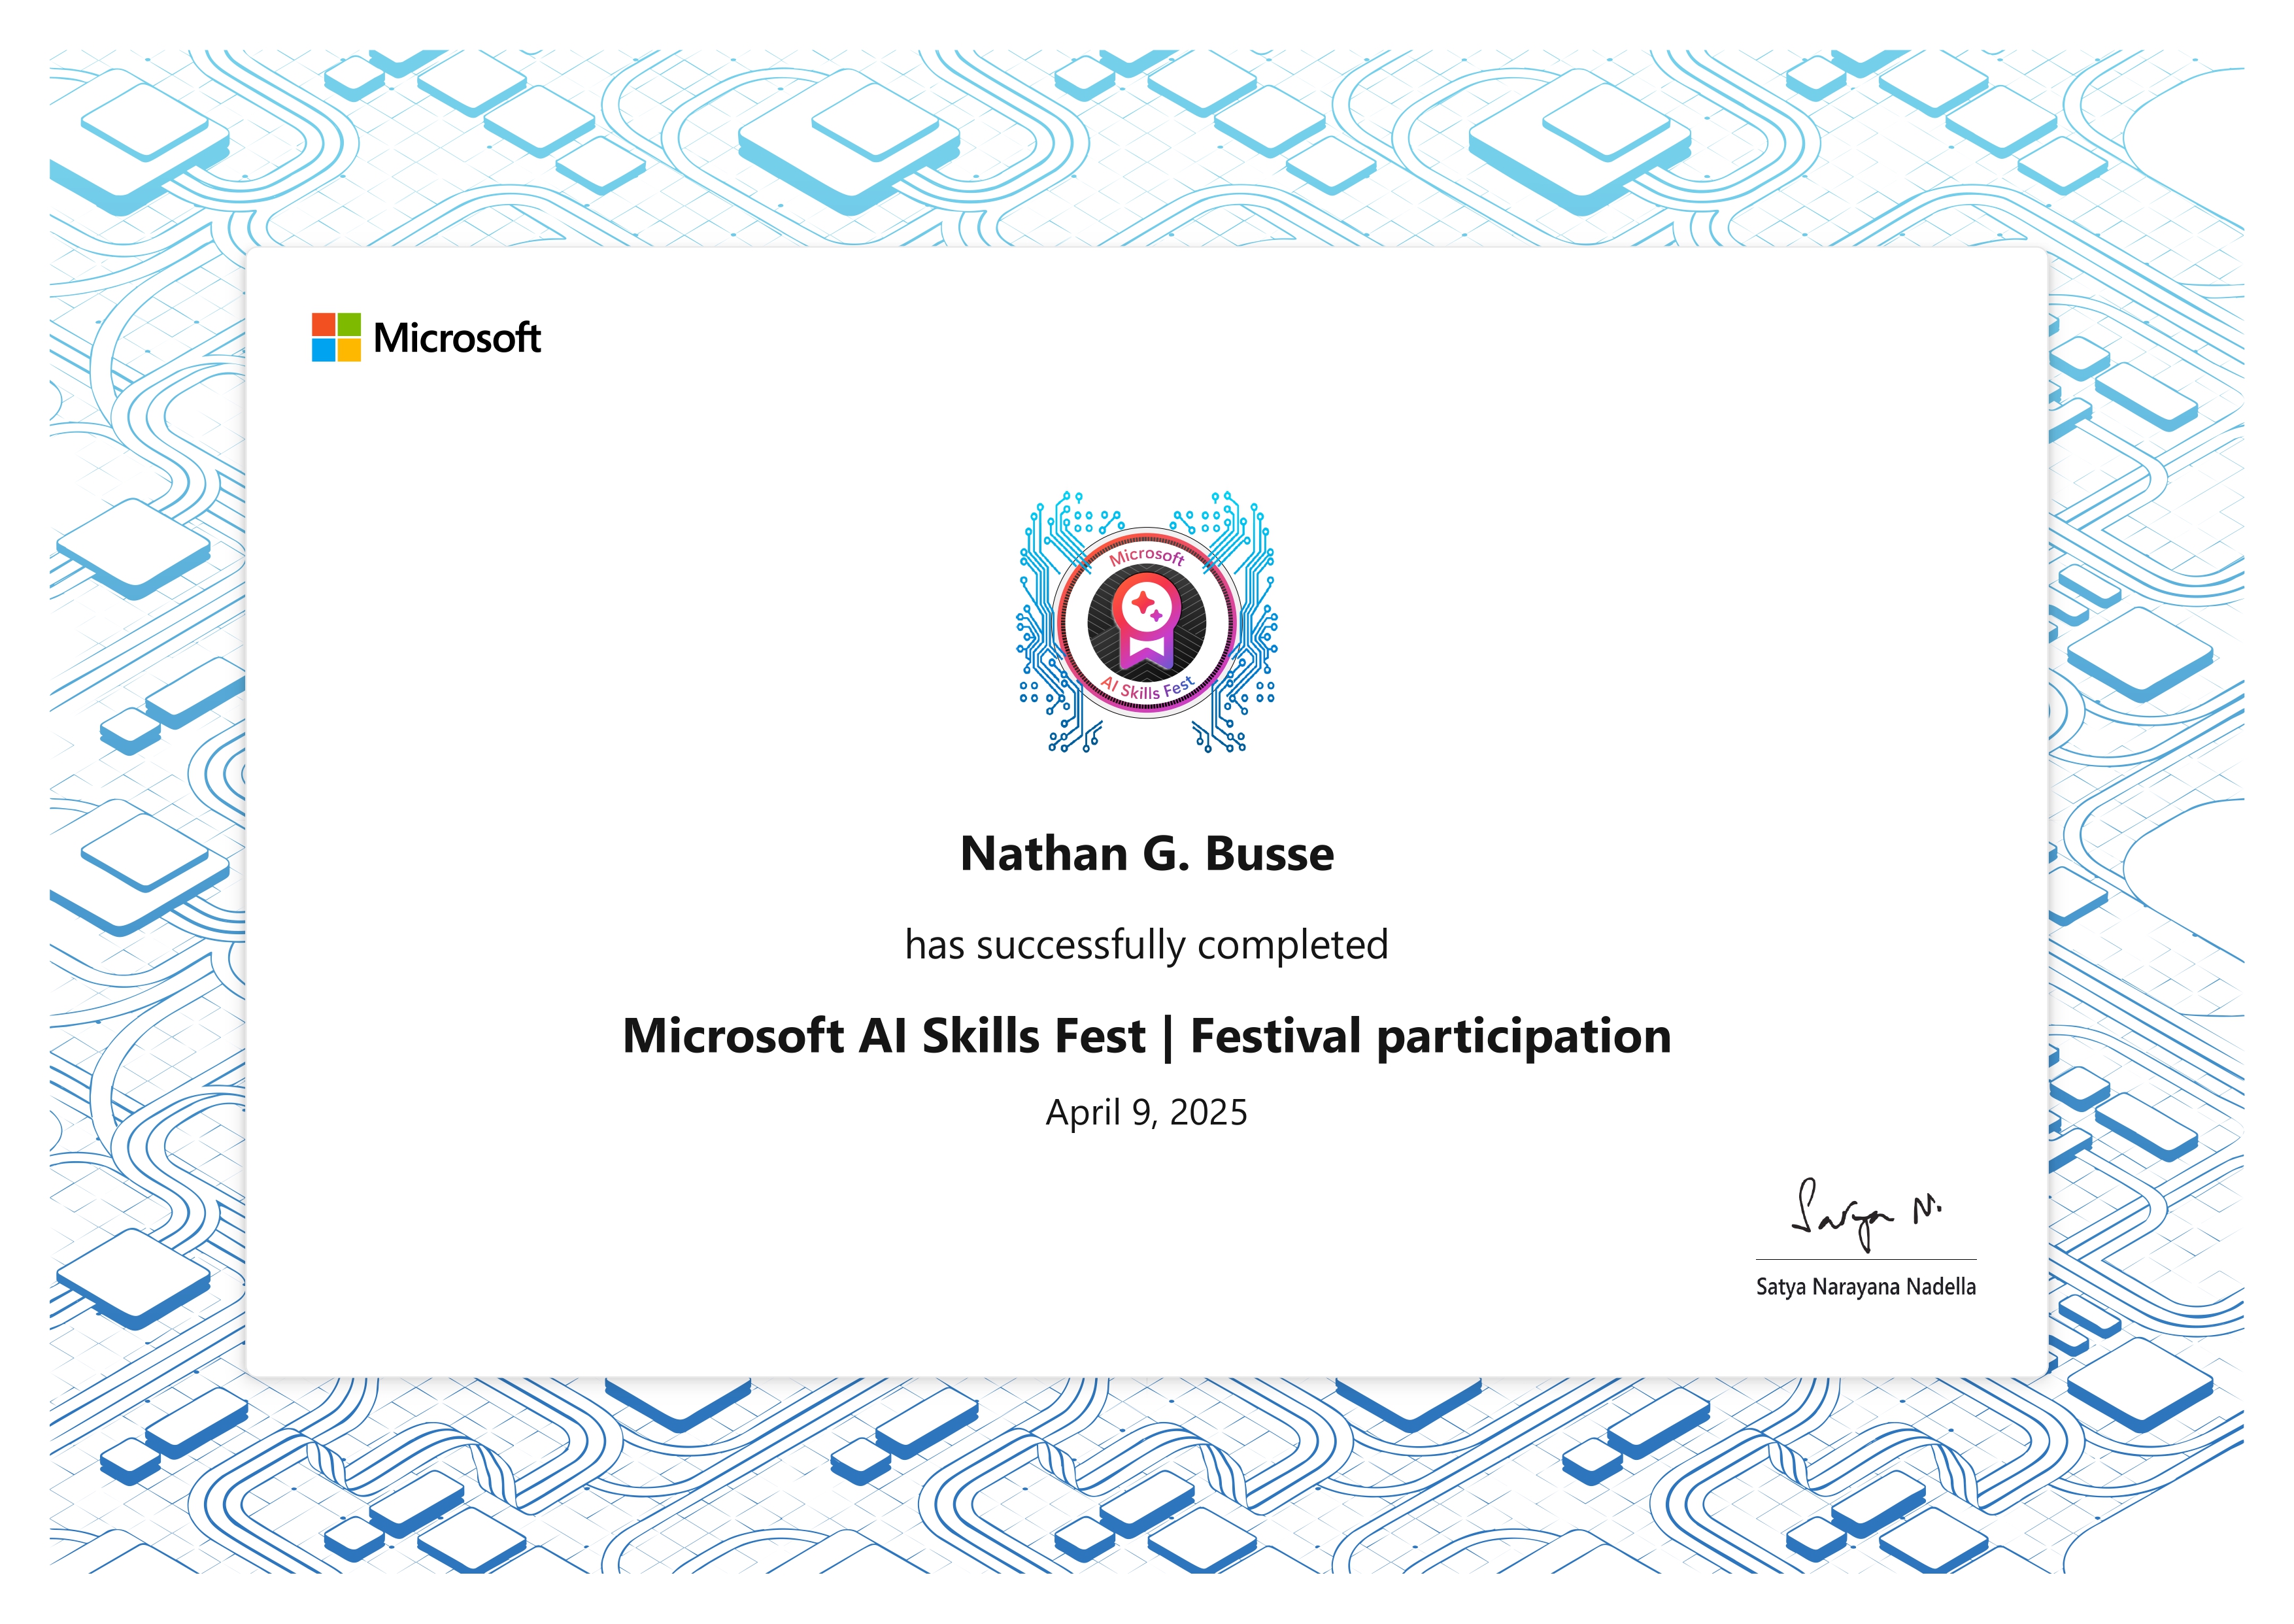 Microsoft
Microsoft
AI Skills Fest
Nathan G. Busse
has successfully completed
Microsoft AI Skills Fest | Festival participation
April 9, 2025
Satya N.
Satya Narayana Nadella